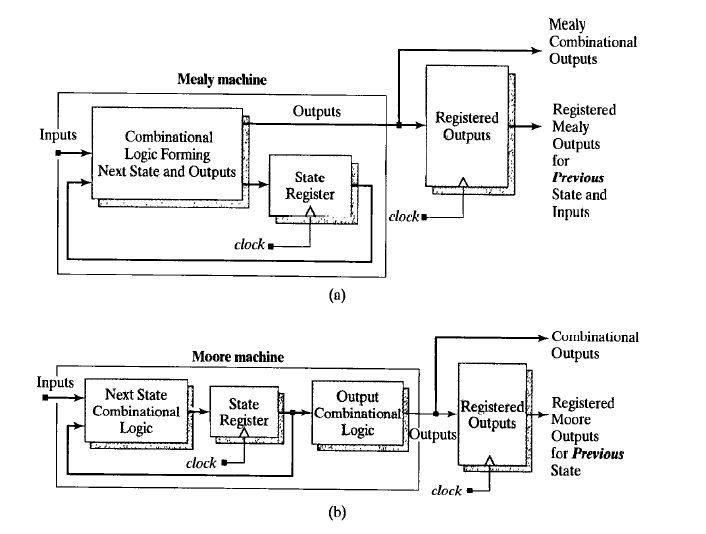 Mealy
Combinational
Outputs
Mealy machine
Outputs
Inputs
Combinational
Logic Forming
Next State and Outputs
State
Register
clock
Registered
Outputs
clock
Registered
Mealy
Outputs
for
Previous
State and
Inputs
(a)
Combinational
Outputs
Moore machine
Inputs
Next State
Combinational
Logic
State
Register
clock
Output
Combinational
Logic
Outputs
Registered
Outputs
clock
Registered
Moore
Outputs
for Previous
State
(b)